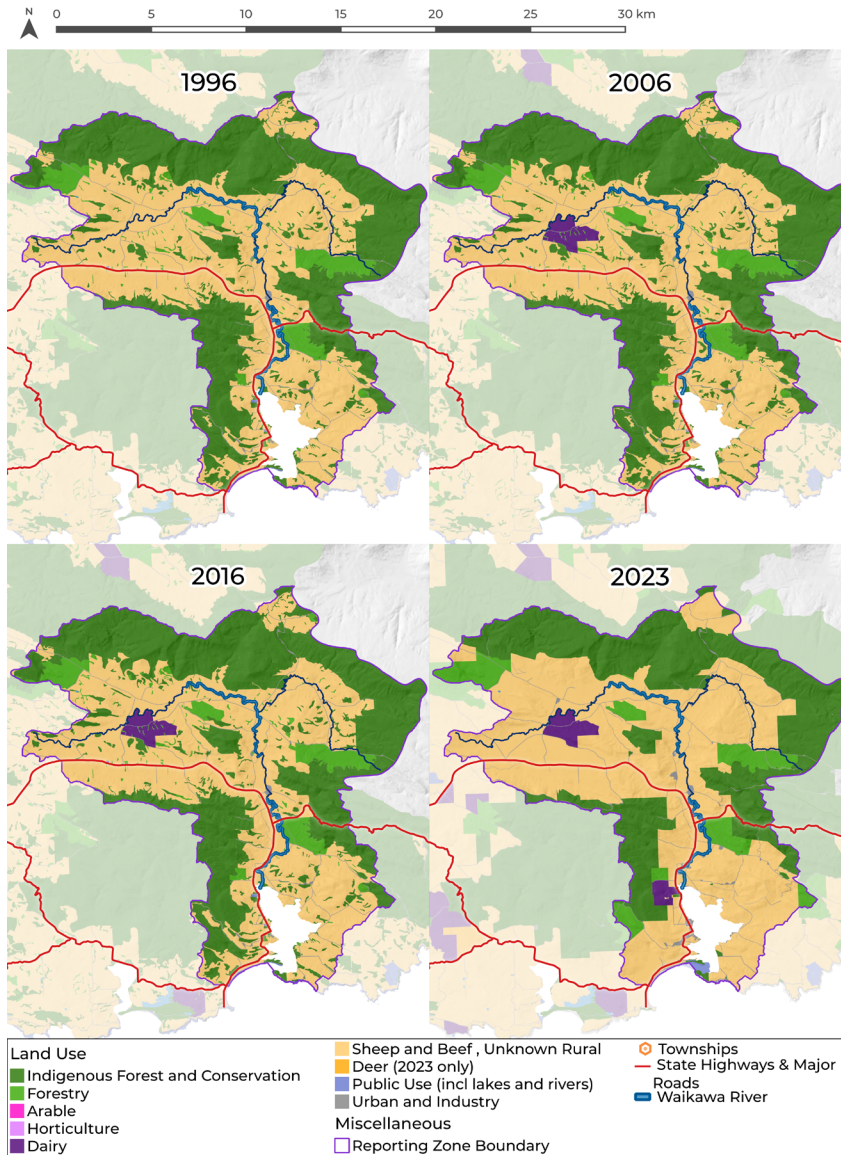 N
0 5 10 15 20 25 30 km
1996
2006
2016
2023
Land Use
Indigenous Forest and Conservation
Forestry
Arable
Horticulture
Dairy
Sheep and Beef , Unknown Rural
Deer (2023 only)
Public Use (incl lakes and rivers)
Urban and Industry
Miscellaneous
Reporting Zone Boundary
Townships
State Highways & Major
Roads
Waikawa River